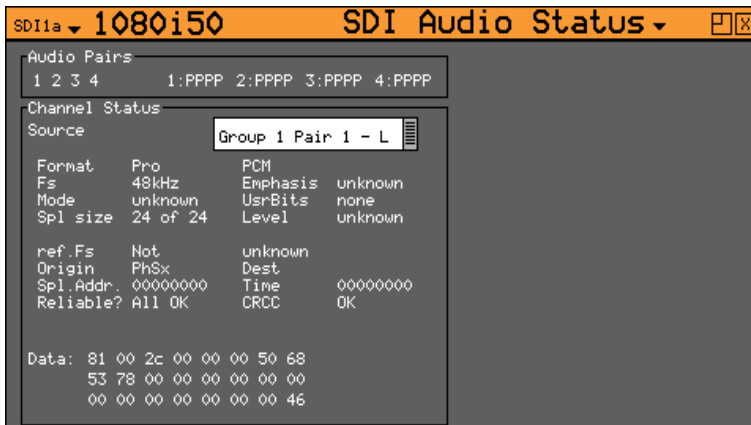 SDI1a 1080i50 SDI Audio Status
Audio Pairs
1 2 3 4 1:PPPP 2:PPPP 3:PPPP 4:PPPP
Channel Status
Source Group 1 Pair 1 - L
Format Pro PCM
Fs 48kHz Emphasis unknown
Mode unknown UsrBits none
Spl size 24 of 24 Level unknown
ref.Fs Not unknown
Origin PhSx Dest
Spl.Addr. 00000000 Time 00000000
Reliable? All OK CRCC OK
Data: 81 00 2c 00 00 00 50 68
53 78 00 00 00 00 00 00
00 00 00 00 00 00 00 46